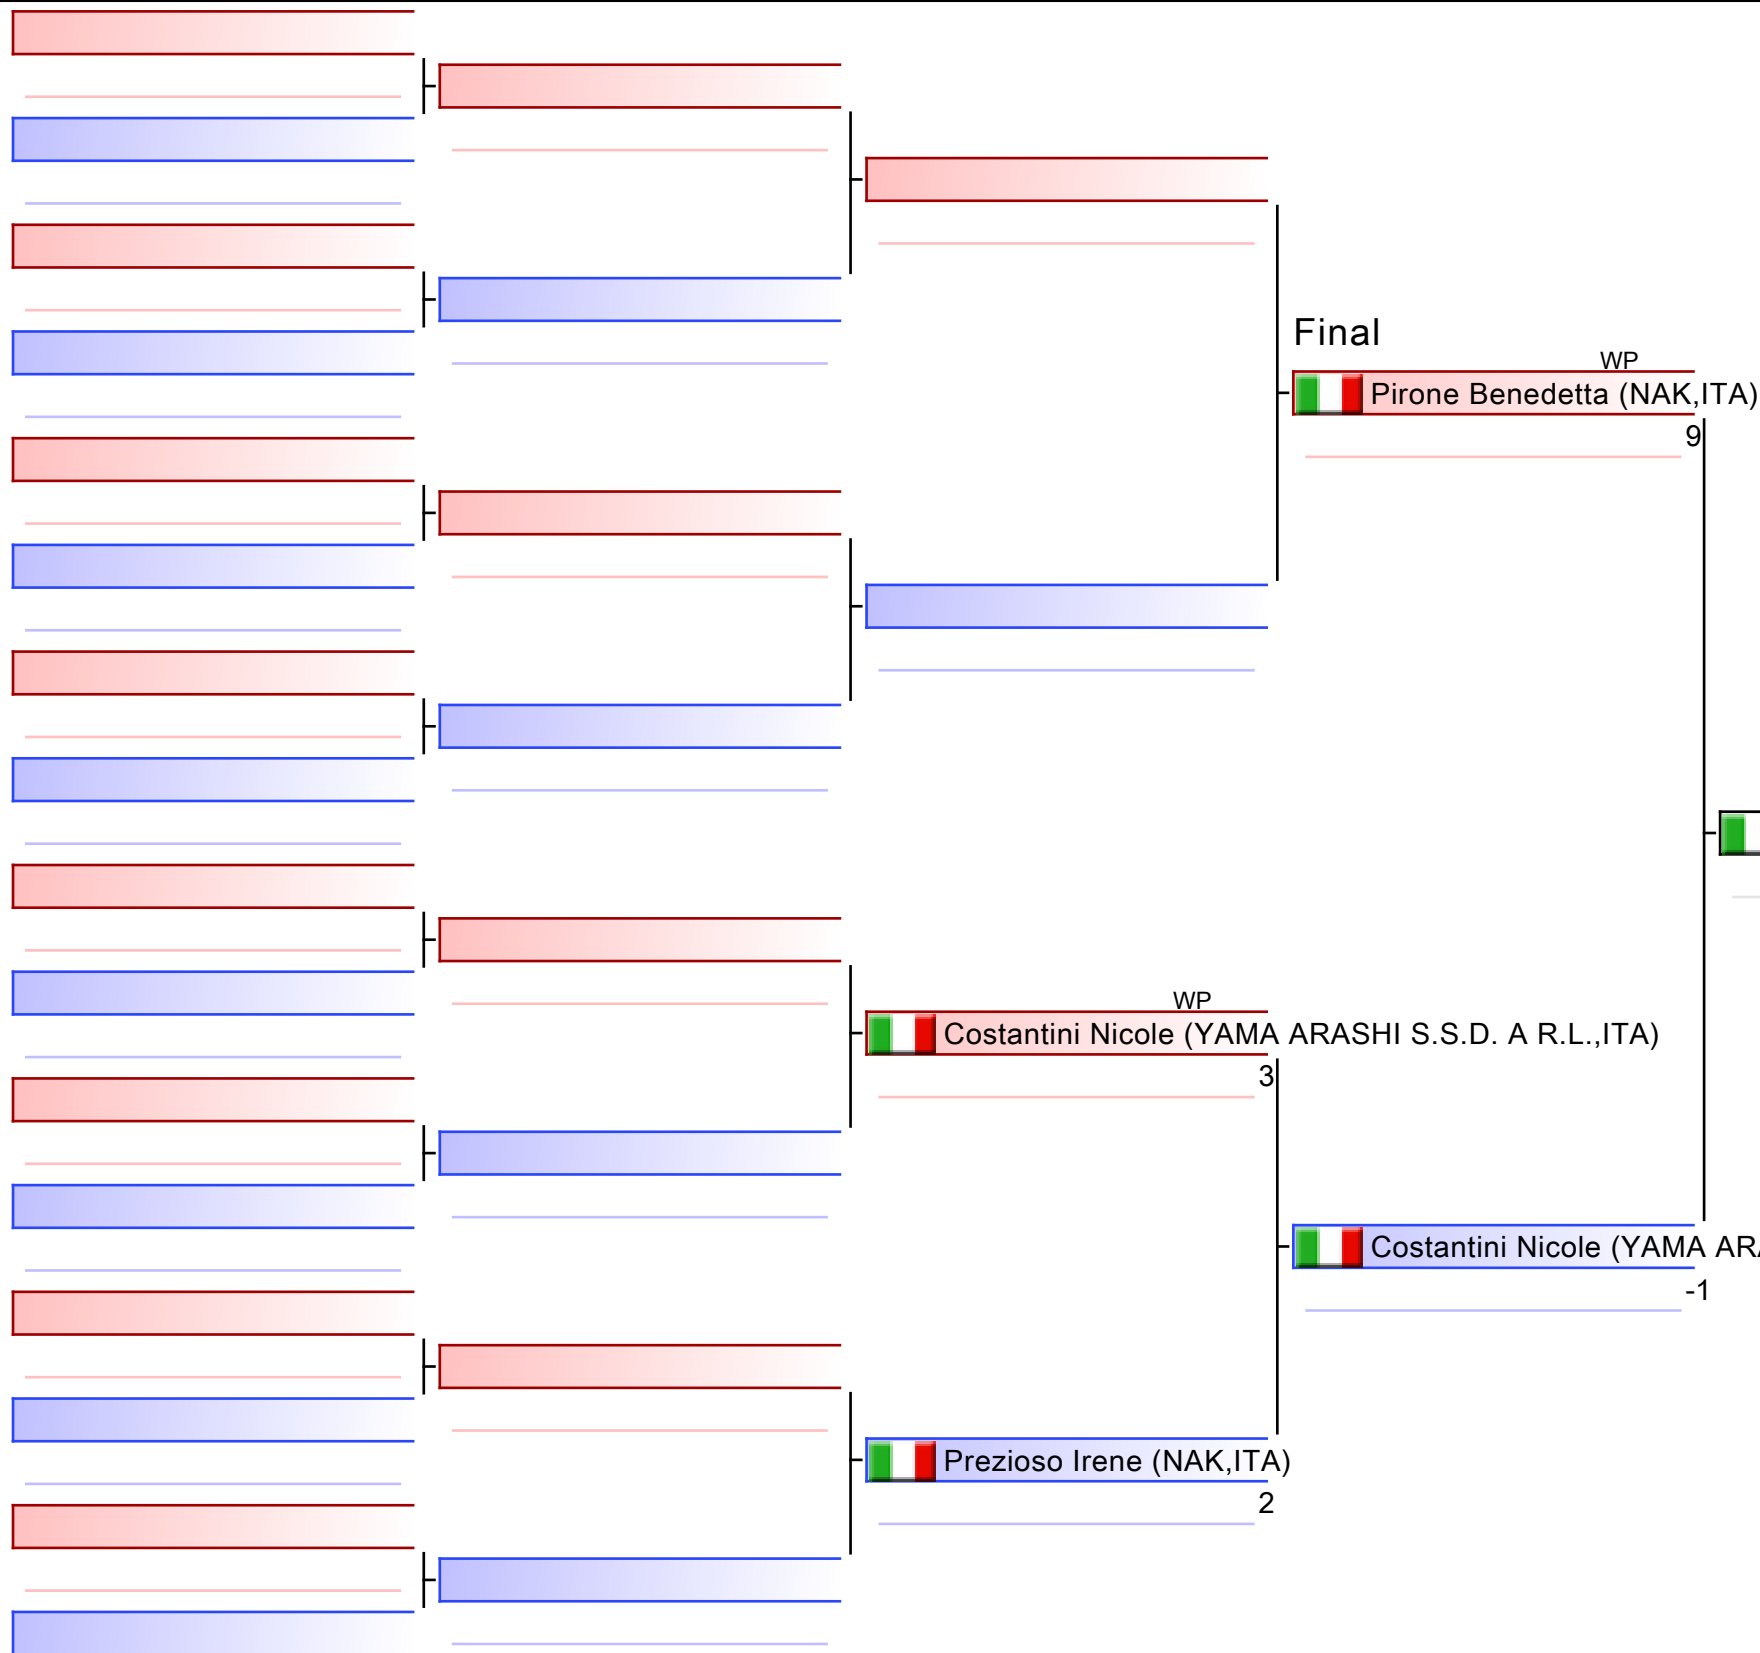 Final
WP
Pirone Benedetta (NAK,ITA)
9
WP
Costantini Nicole (YAMA ARASHI S.S.D. A R.L.,ITA)
3
Costantini Nicole (YAMA ARA
-1
Prezioso Irene (NAK,ITA)
2